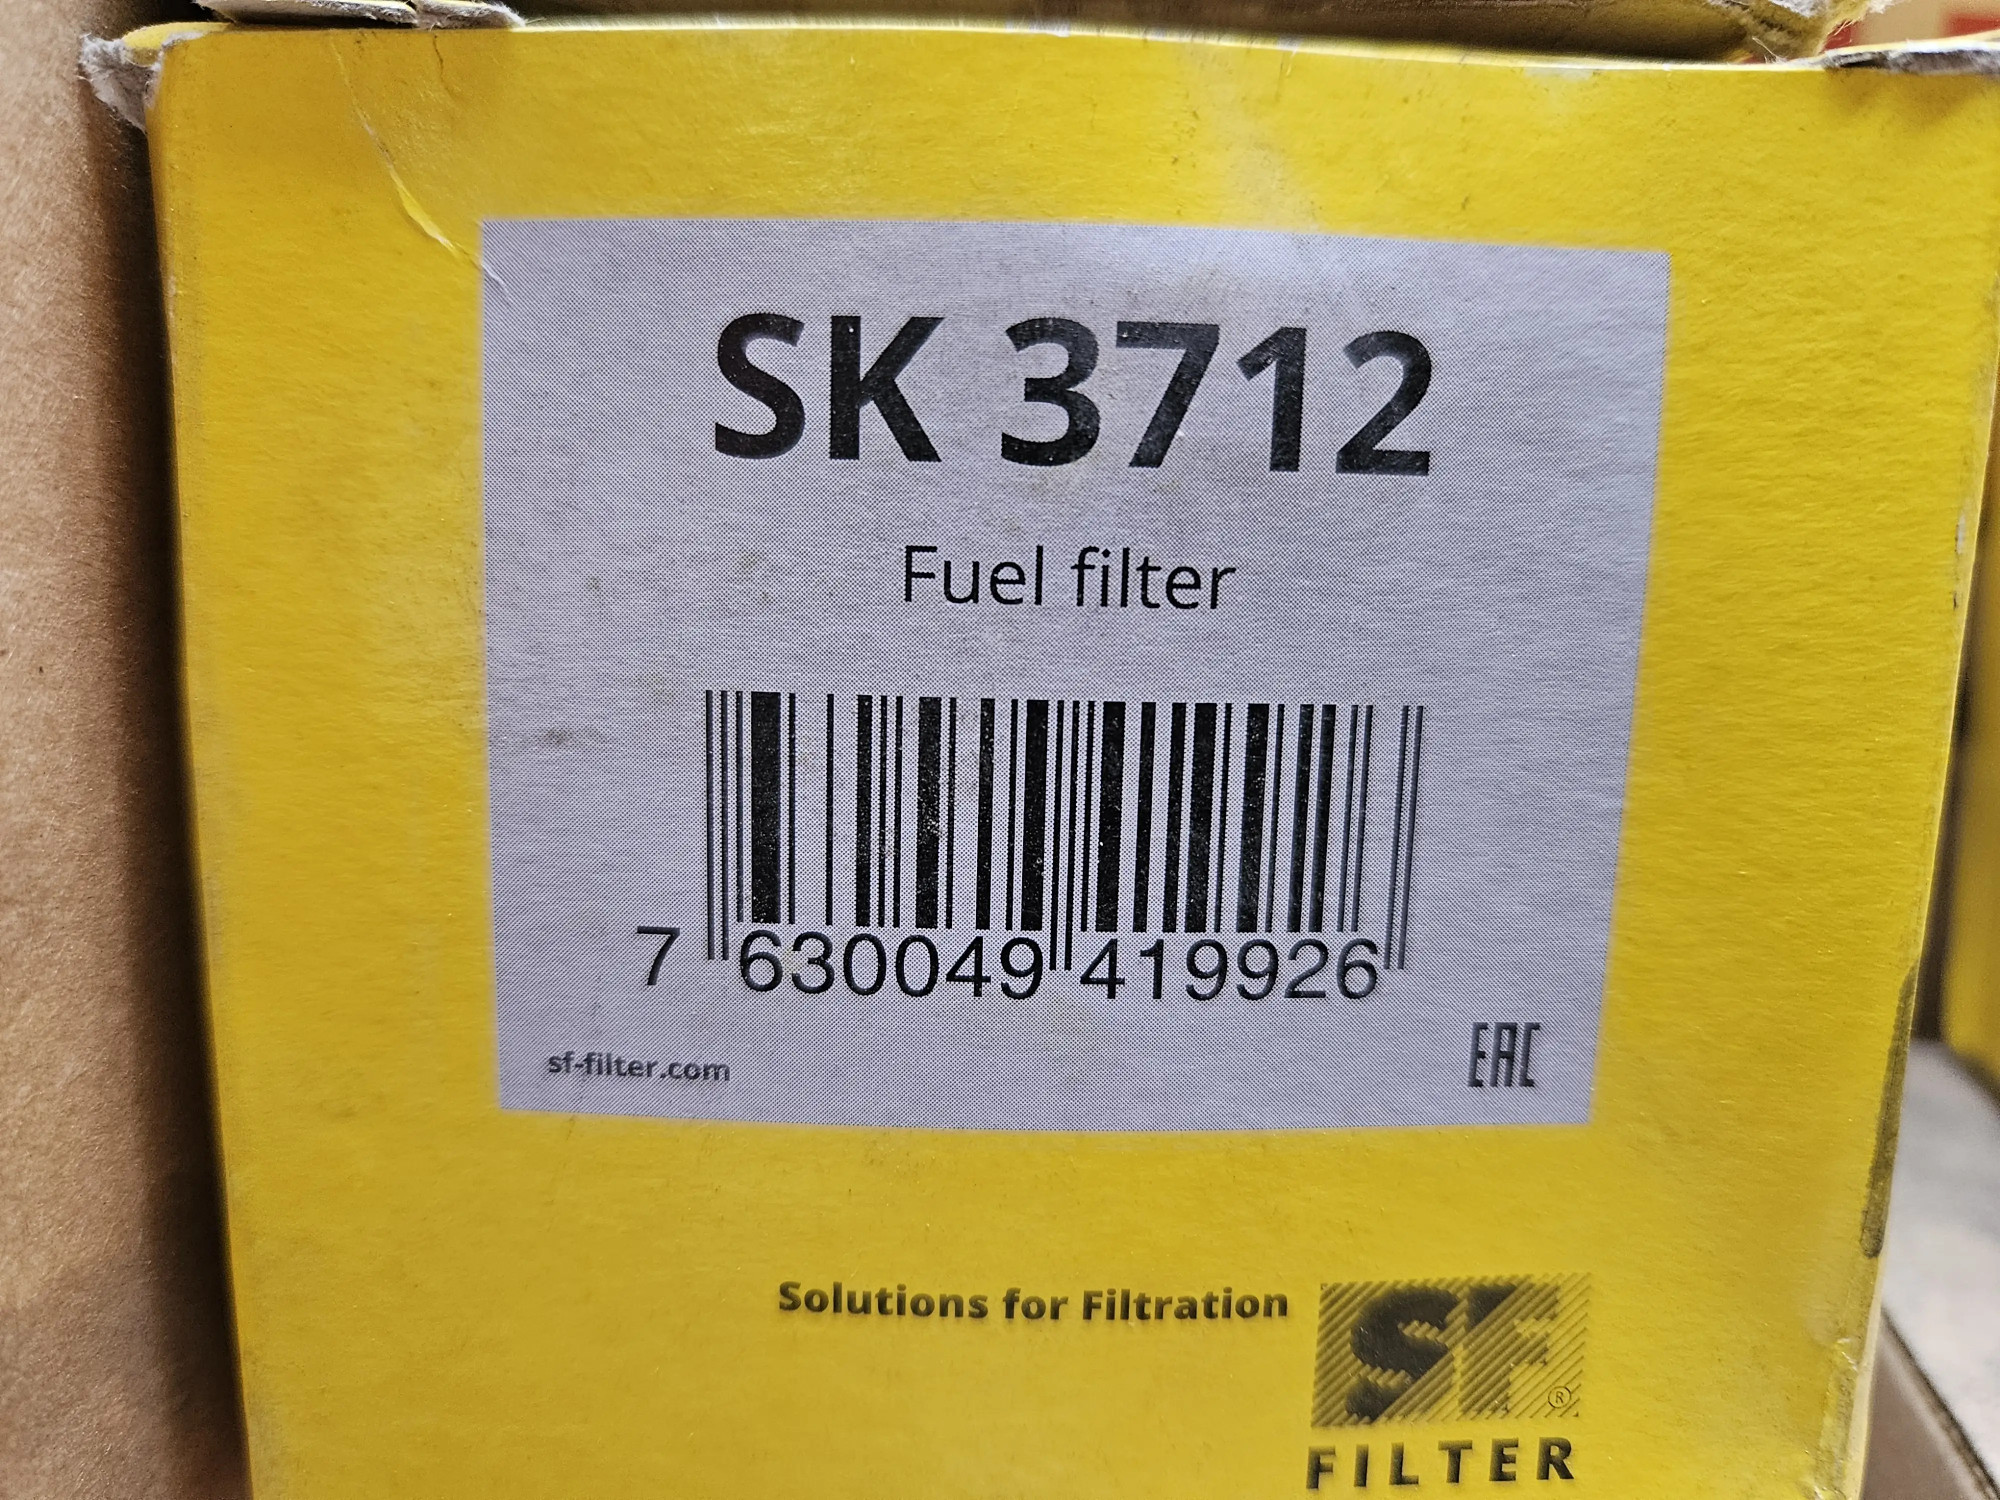 SK 3712
Fuel filter
7 630049 419926
sf-filter.com
EAC
Solutions for Filtration
SF
®
FILTER